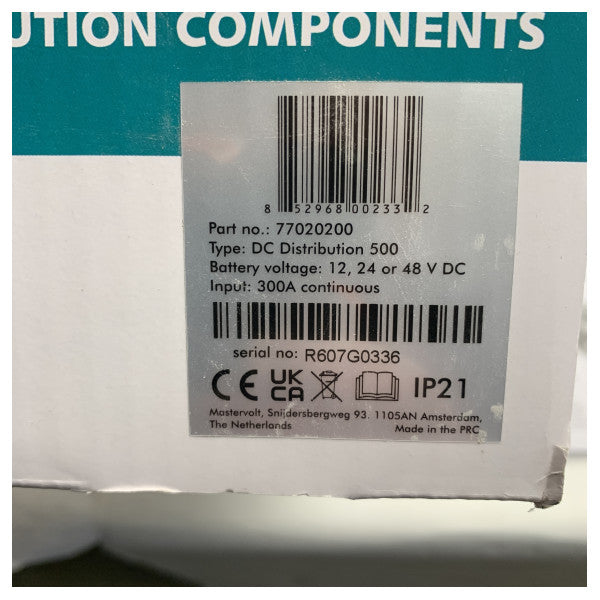 UTION COMPONENTS
8 52968 00233 2
Part no.: 77020200
Type: DC Distribution 500
Battery voltage: 12, 24 or 48 V DC
Input: 300A continuous
serial no: R607G0336
CE UK CA IP21
Mastervolt, Snijdersbergweg 93. 1105AN Amsterdam,
The Netherlands Made in the PRC